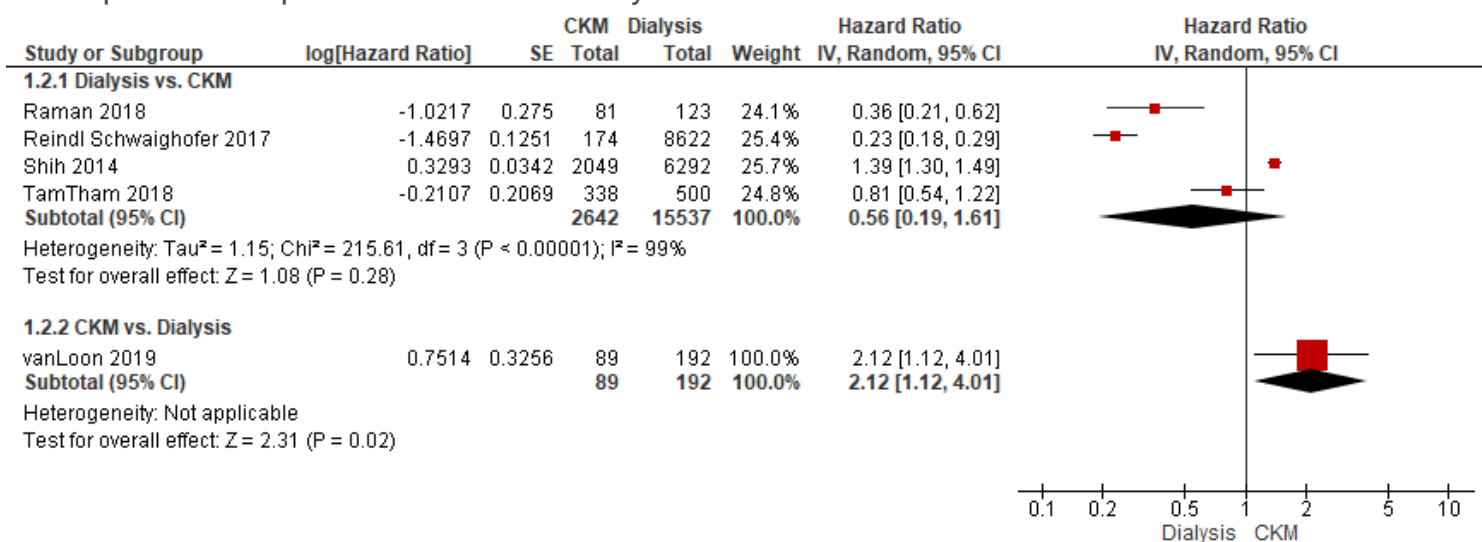 CKM Dialysis Hazard Ratio Hazard Ratio
Study or Subgroup log[Hazard Ratio] SE Total Total Weight IV, Random, 95% CI IV, Random, 95% CI
1.2.1 Dialysis vs. CKM
Raman 2018 -1.0217 0.275 81 123 24.1% 0.36 [0.21, 0.62]
Reindl Schwaighofer 2017 -1.4697 0.1251 174 8622 25.4% 0.23 [0.18, 0.29]
Shih 2014 0.3293 0.0342 2049 6292 25.7% 1.39 [1.30, 1.49]
TamTham 2018 -0.2107 0.2069 338 500 24.8% 0.81 [0.54, 1.22]
Subtotal (95% CI) 2642 15537 100.0% 0.56 [0.19, 1.61]
Heterogeneity: Tau² = 1.15; Chi² = 215.61, df = 3 (P < 0.00001); I² = 99%
Test for overall effect: Z = 1.08 (P = 0.28)
1.2.2 CKM vs. Dialysis
vanLoon 2019 0.7514 0.3256 89 192 100.0% 2.12 [1.12, 4.01]
Subtotal (95% CI) 89 192 100.0% 2.12 [1.12, 4.01]
Heterogeneity: Not applicable
Test for overall effect: Z = 2.31 (P = 0.02)
0.1 0.2 0.5 1 2 5 10
Dialysis CKM